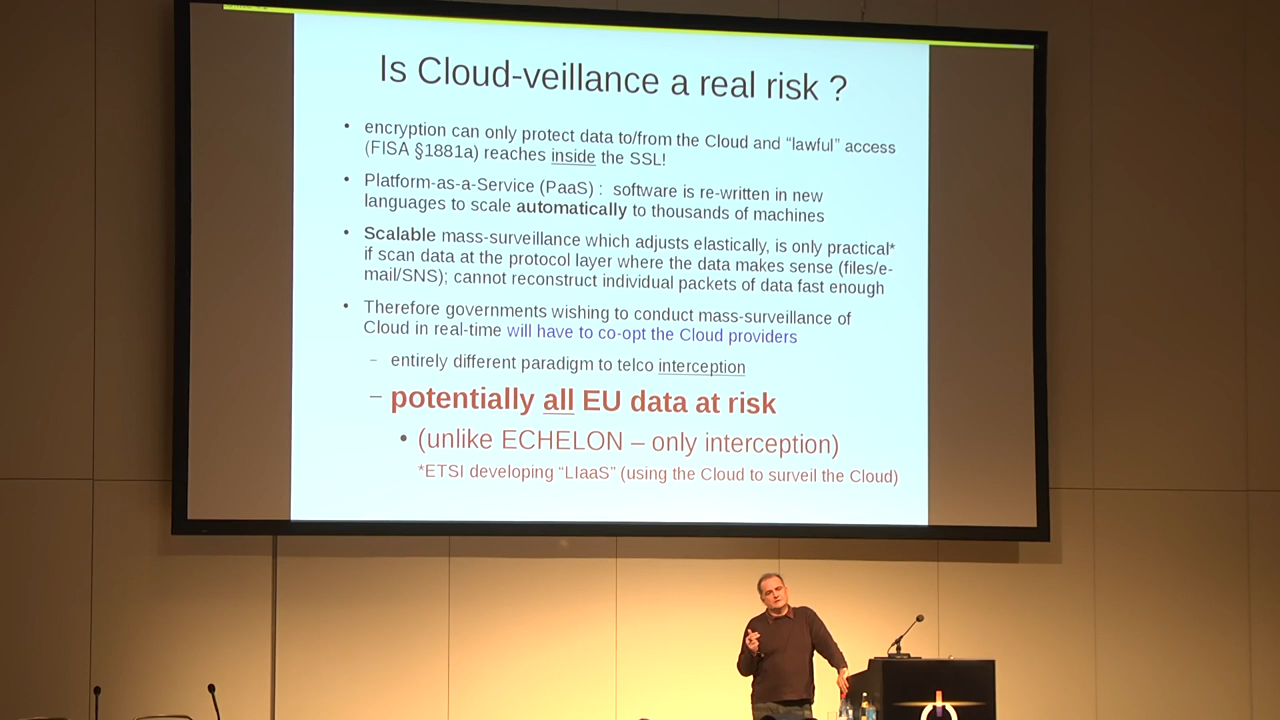 Is Cloud-veillance a real risk ?
• encryption can only protect data to/from the Cloud and “lawful” access
(FISA §1881a) reaches inside the SSL!
• Platform-as-a-Service (PaaS) : software is re-written in new
languages to scale automatically to thousands of machines
• Scalable mass-surveillance which adjusts elastically, is only practical*
if scan data at the protocol layer where the data makes sense (files/e-
mail/SNS); cannot reconstruct individual packets of data fast enough
• Therefore governments wishing to conduct mass-surveillance of
Cloud in real-time will have to co-opt the Cloud providers
– entirely different paradigm to telco interception
– potentially all EU data at risk
• (unlike ECHELON – only interception)
*ETSI developing “LIaaS” (using the Cloud to surveil the Cloud)